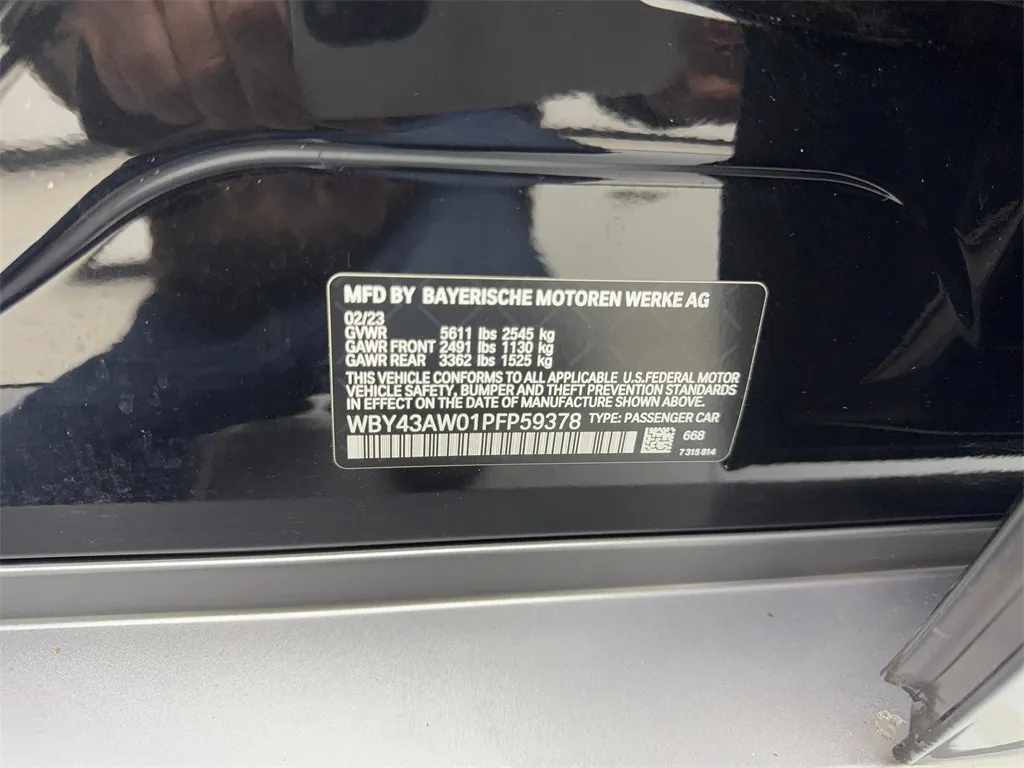 MFD BY BAYERISCHE MOTOREN WERKE AG
02/23
GVWR 5611 lbs 2545 kg
GAWR FRONT 2491 lbs 1130 kg
GAWR REAR 3362 lbs 1525 kg
THIS VEHICLE CONFORMS TO ALL APPLICABLE U.S.FEDERAL MOTOR
VEHICLE SAFETY, BUMPER AND THEFT PREVENTION STANDARDS
IN EFFECT ON THE DATE OF MANUFACTURE SHOWN ABOVE.
WBY43AW01PFP59378 TYPE: PASSENGER CAR
668
7 315 814